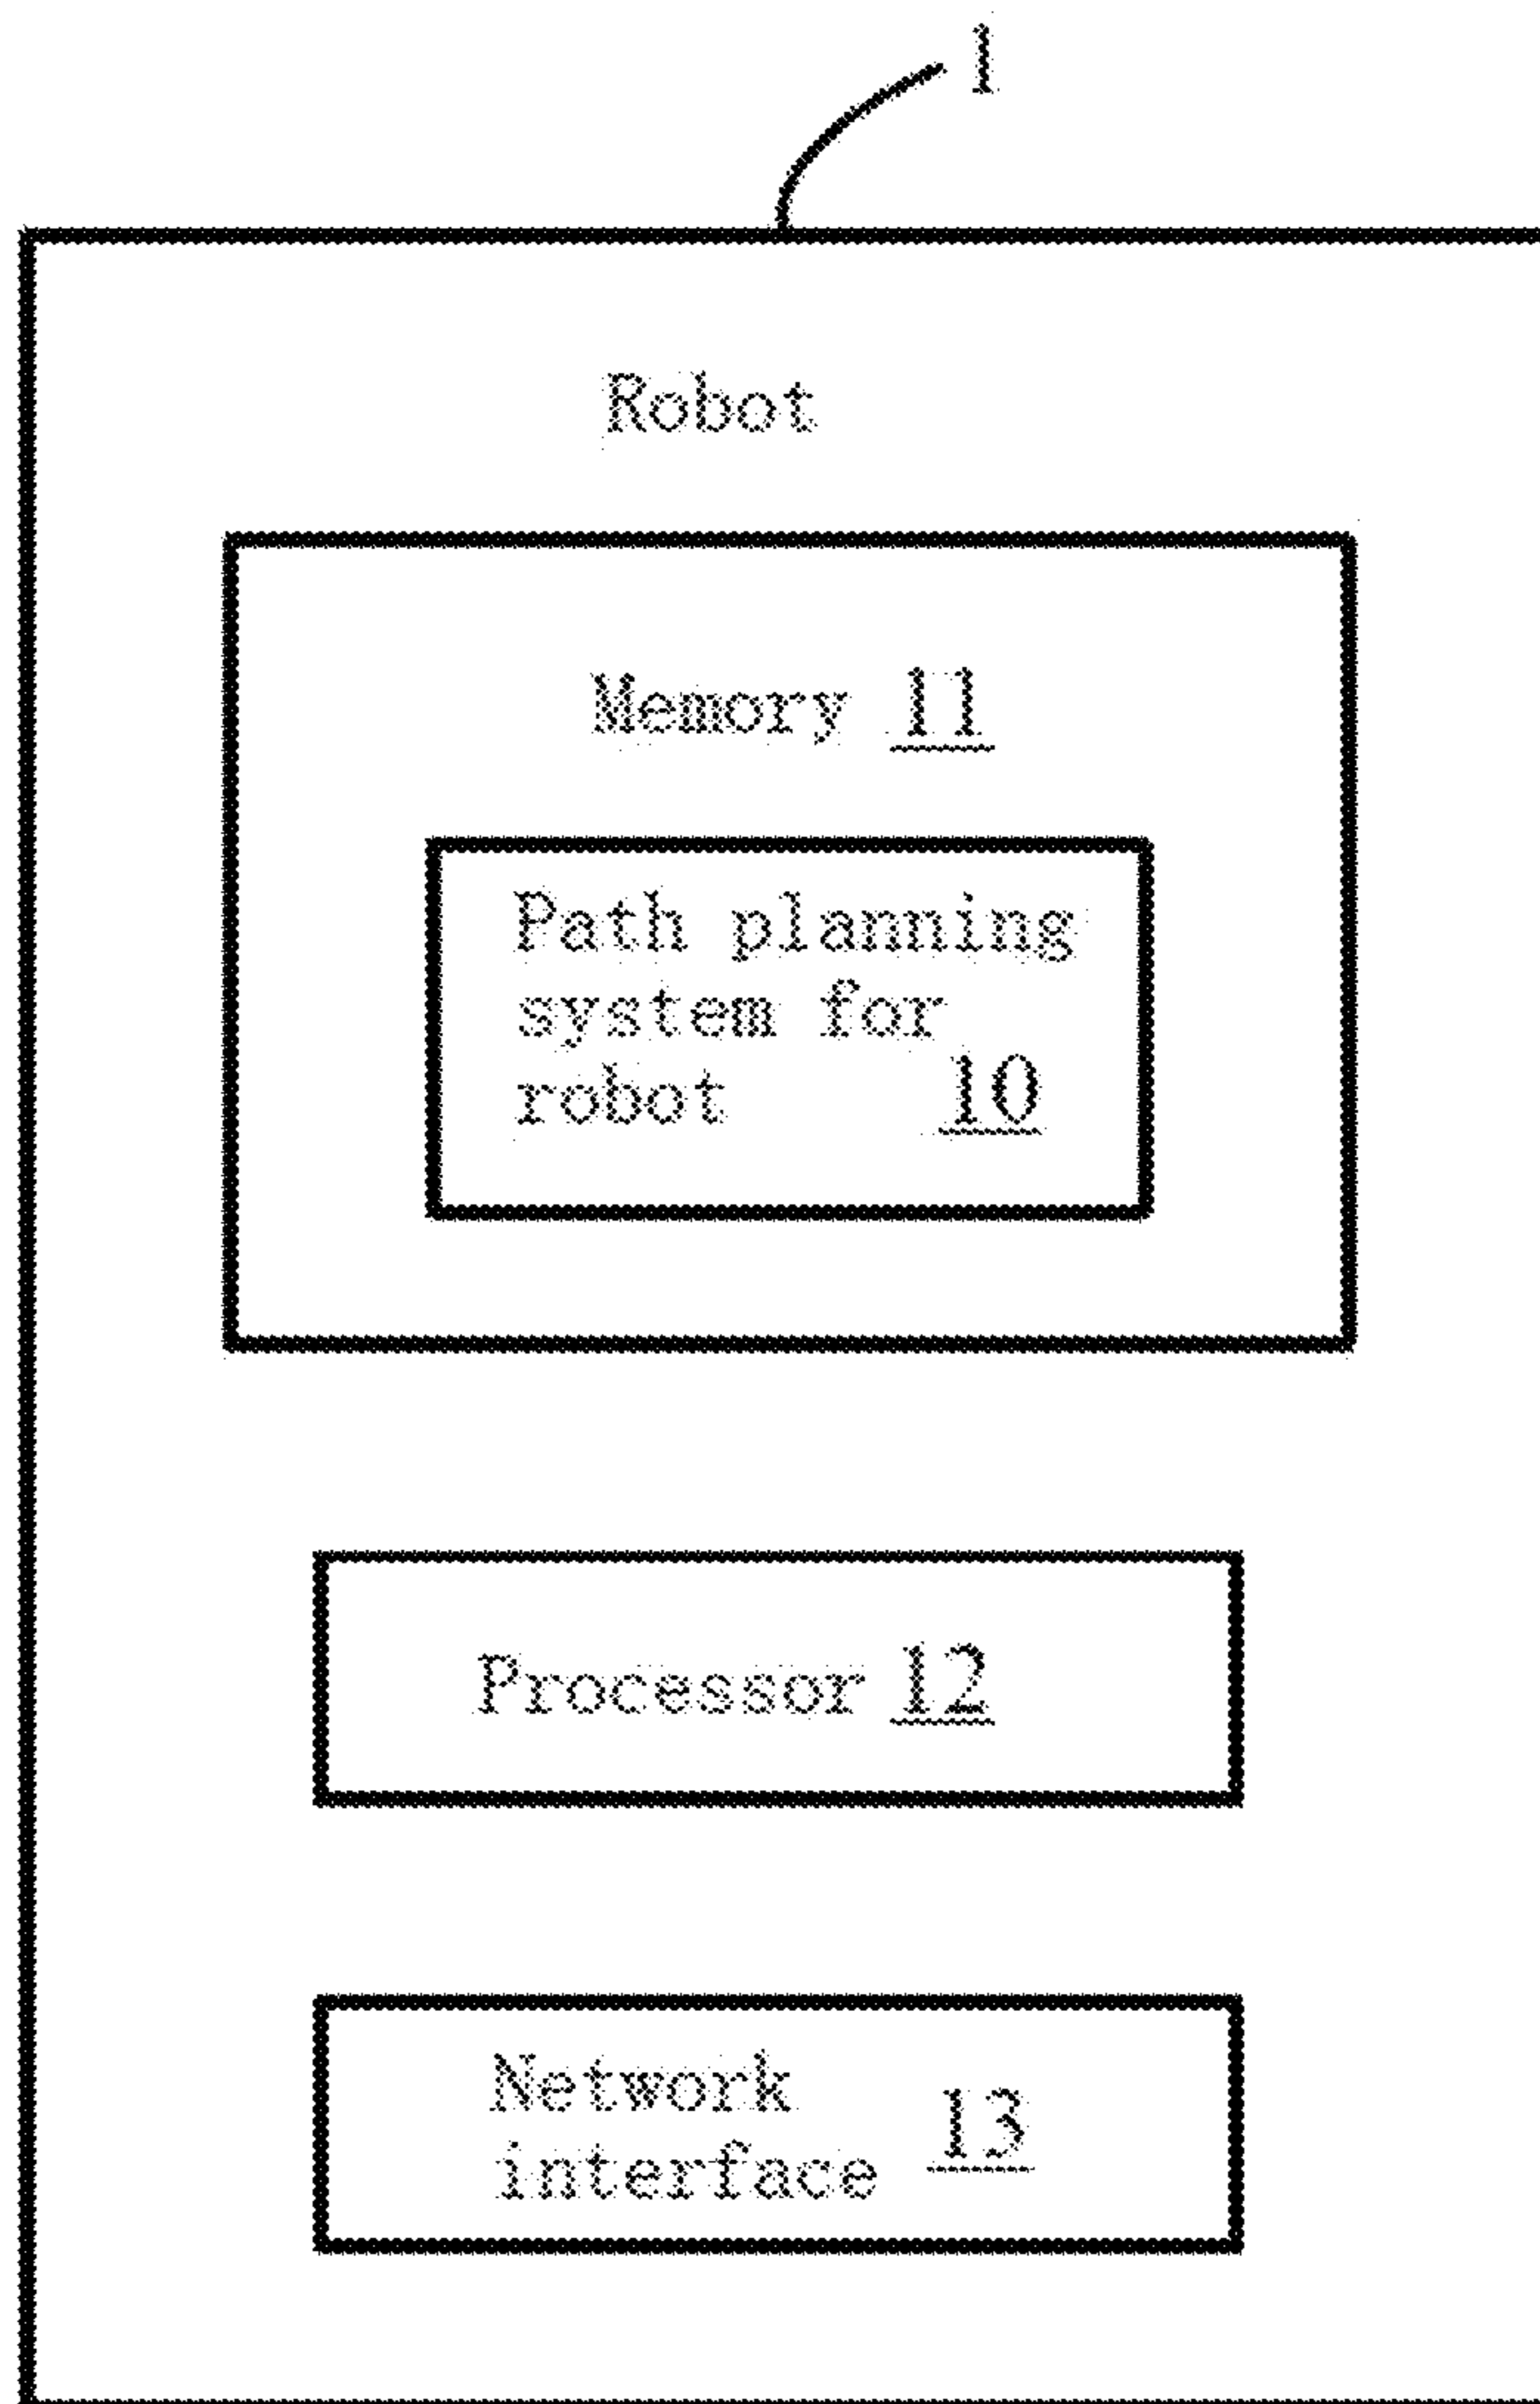 1
Robot
Memory 11
Path planning
system for
robot 10
Processor 12
Network
interface 13